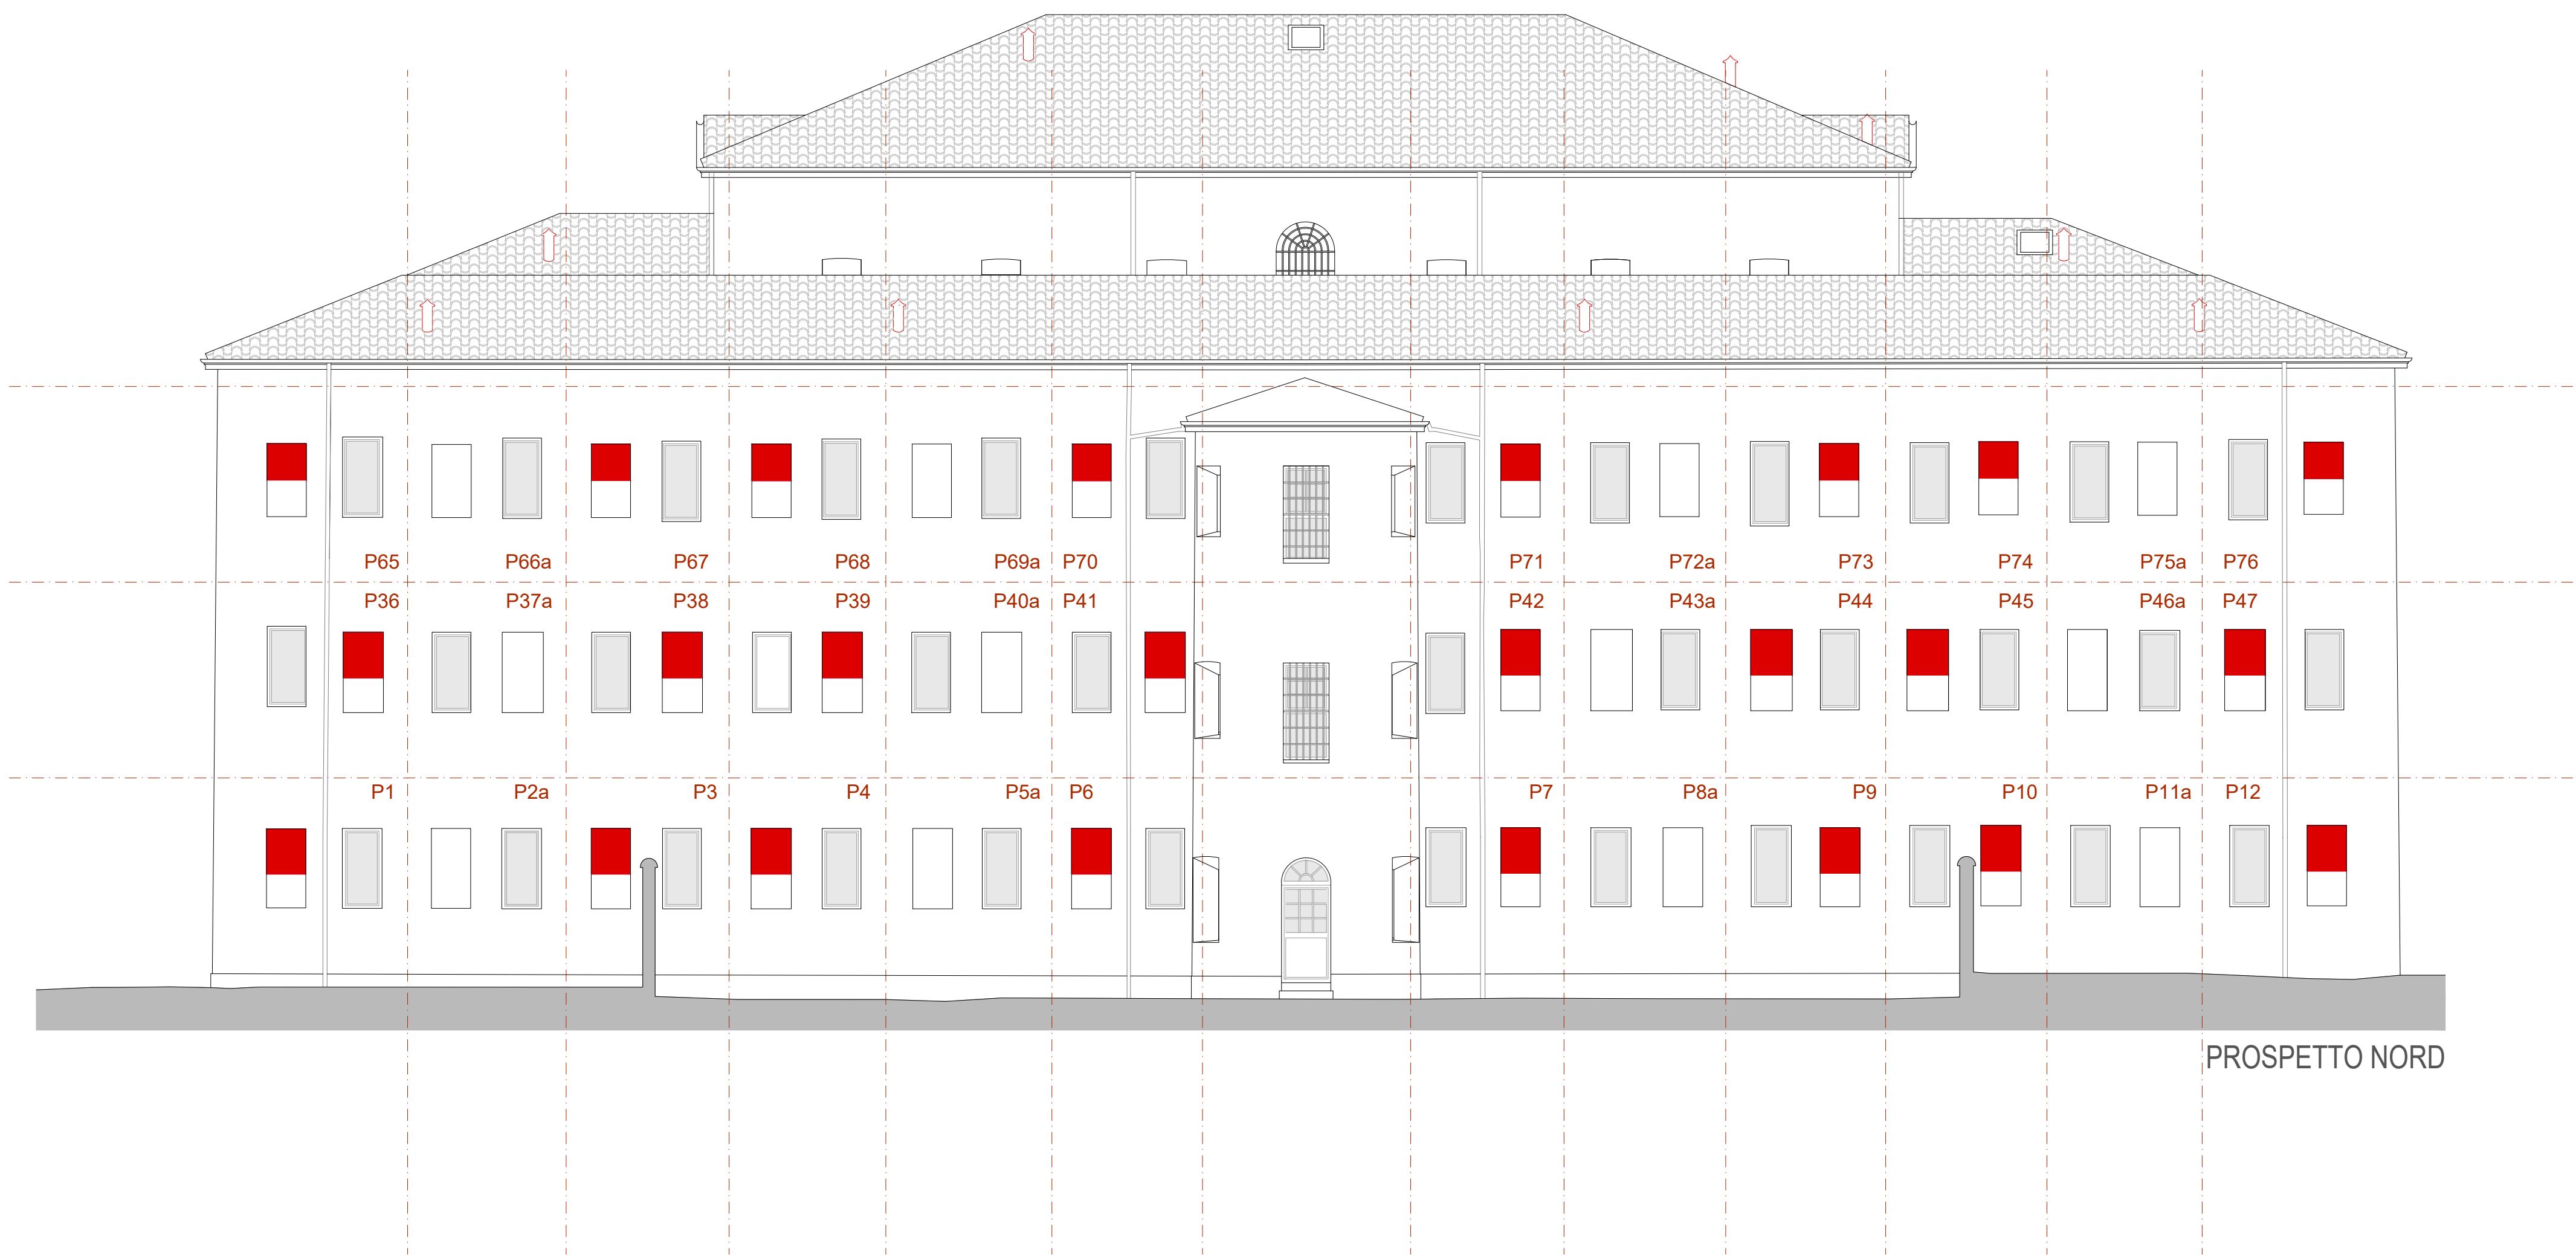 P65 P66a P67 P68 P69a P70 P71 P72a P73 P74 P75a P76
P36 P37a P38 P39 P40a P41 P42 P43a P44 P45 P46a P47
P1 P2a P3 P4 P5a P6 P7 P8a P9 P10 P11a P12
PROSPETTO NORD